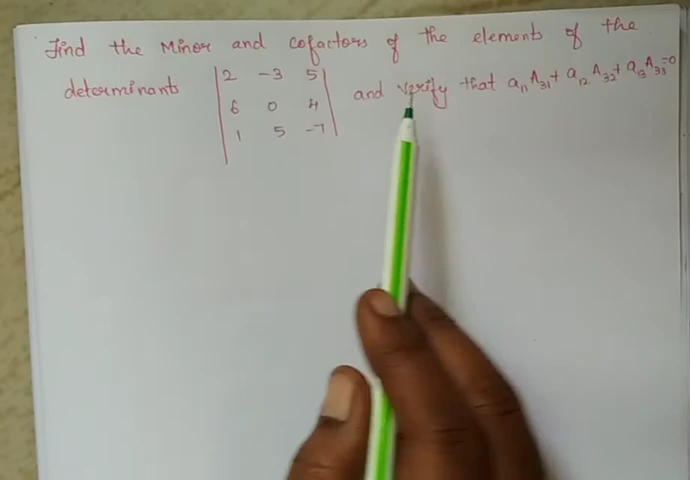 Find the Minor and cofactors of the elements of the
determinants | 2 -3 5 | and verify that a₁₁A₃₁ + a₁₂A₃₂ + a₁₃A₃₃=0
6 0 4
1 5 -7